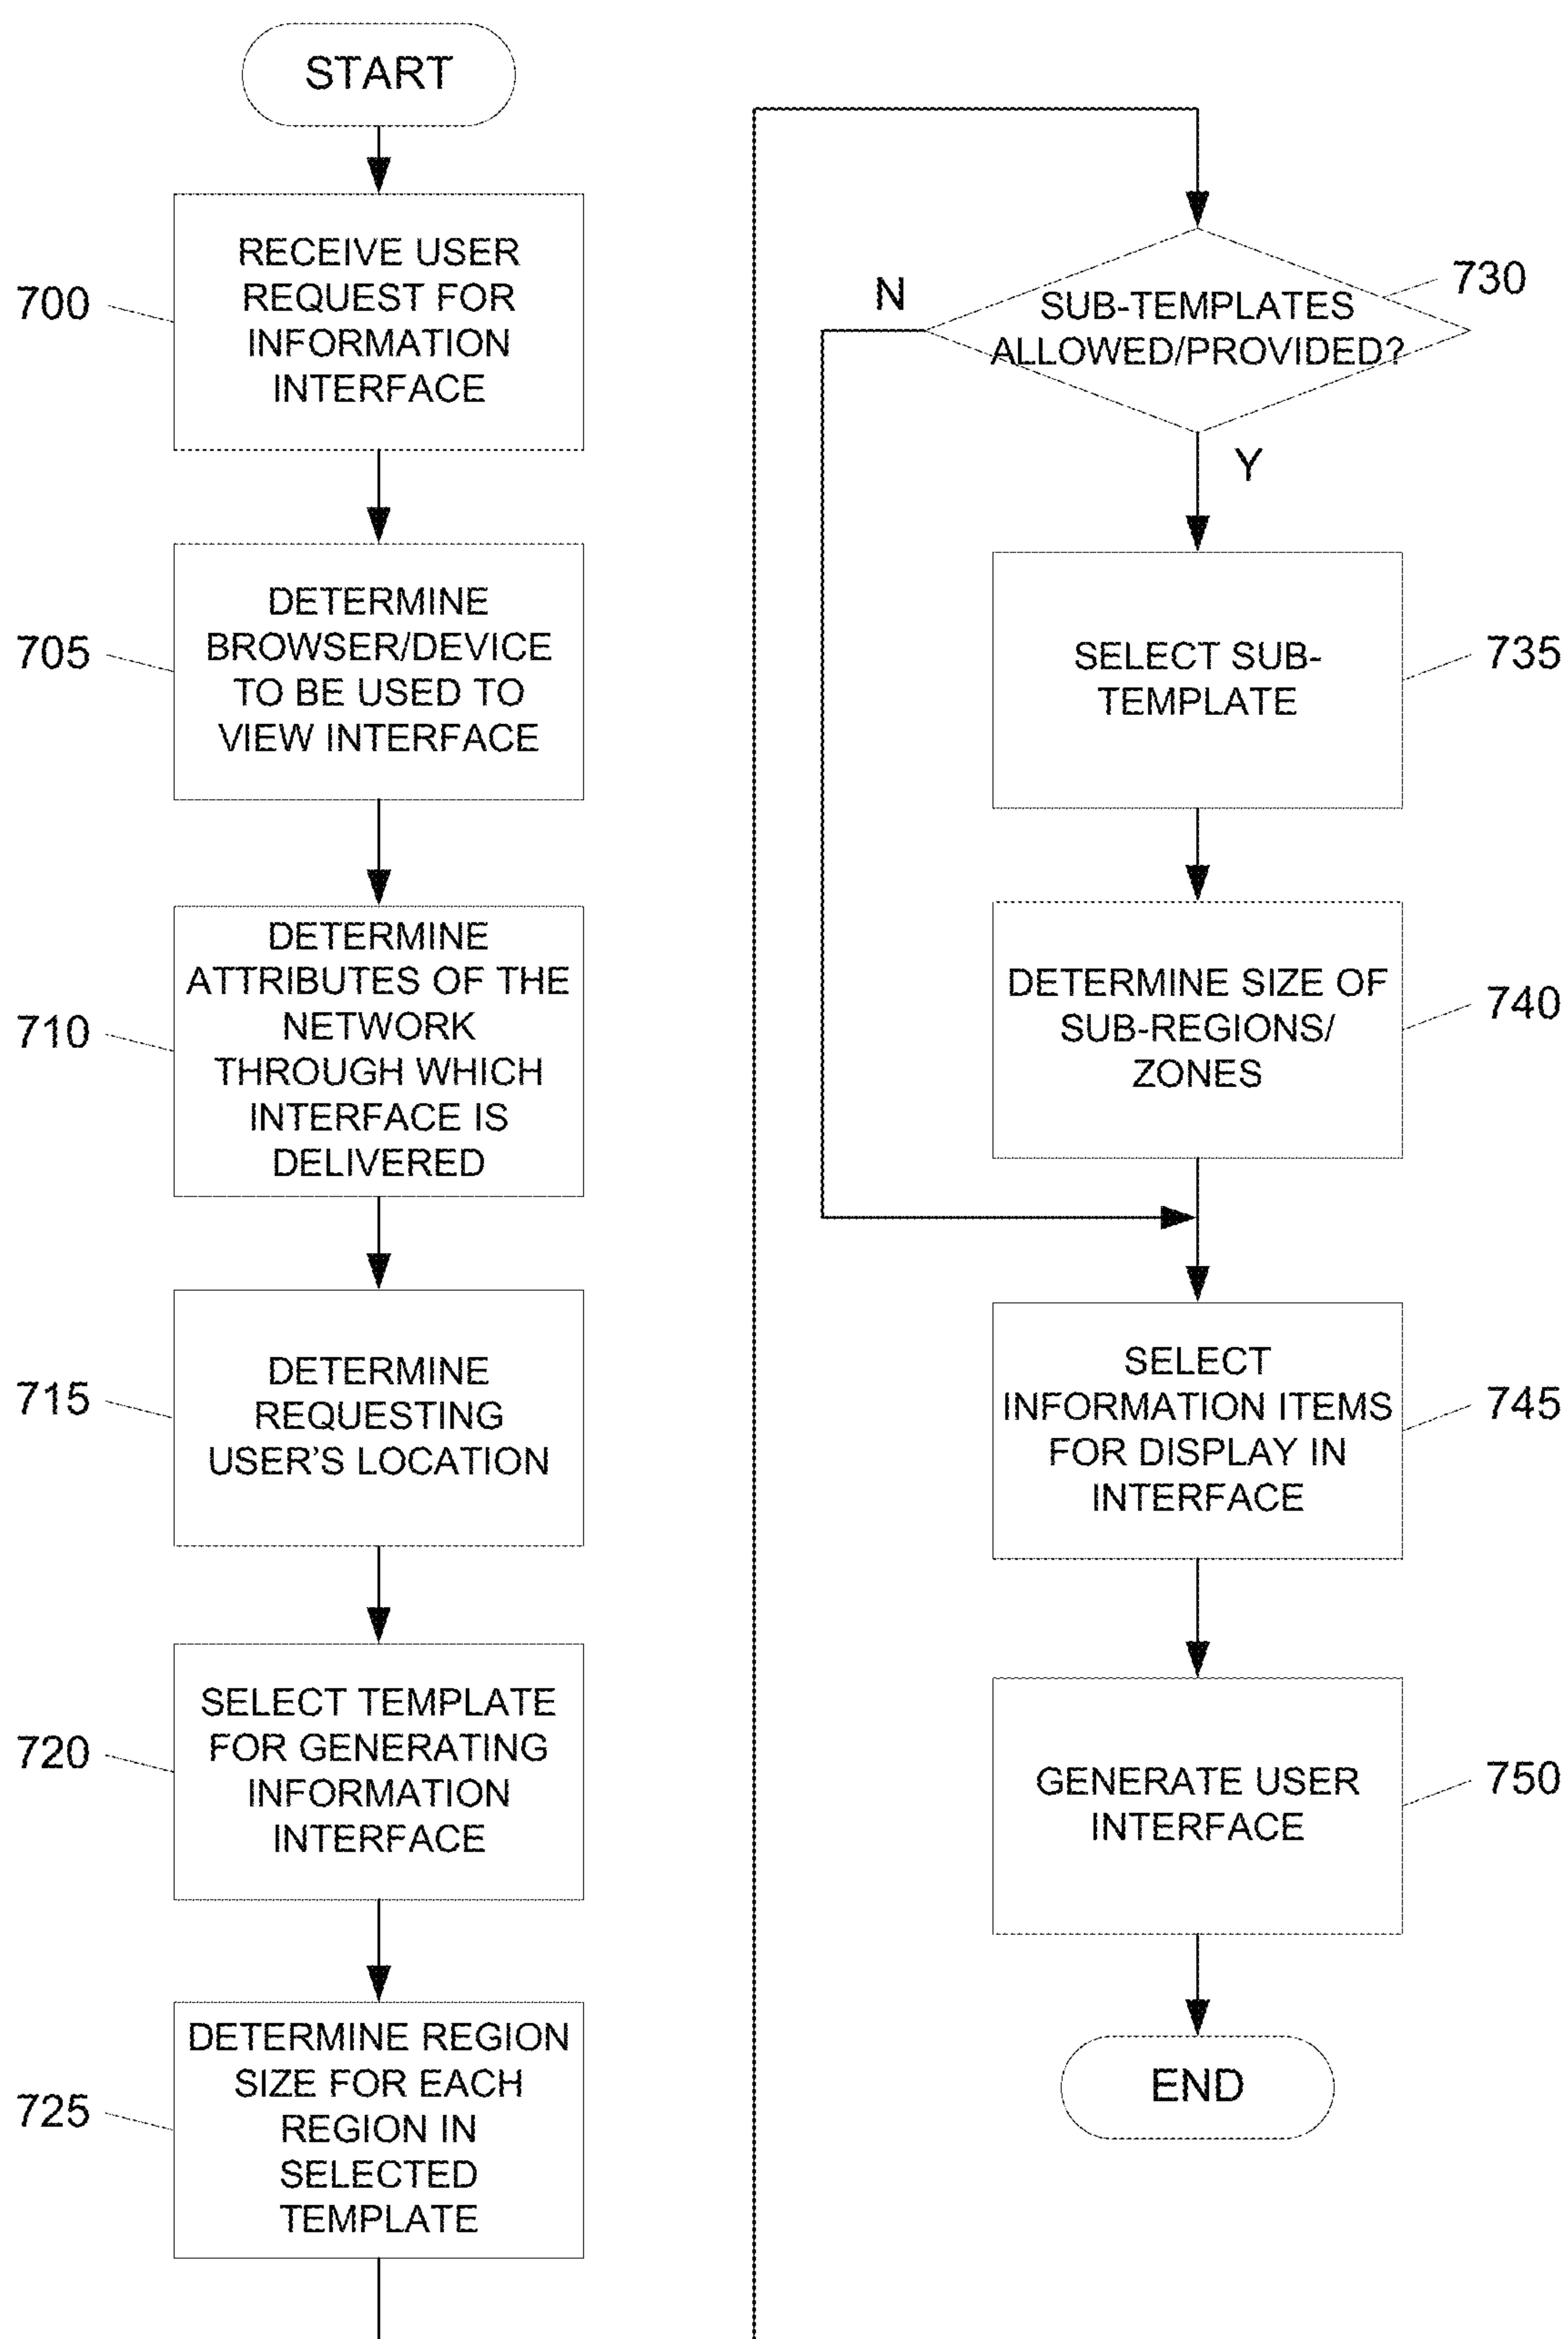 START
700
RECEIVE USER
REQUEST FOR
INFORMATION
INTERFACE
705
DETERMINE
BROWSER/DEVICE
TO BE USED TO
VIEW INTERFACE
710
DETERMINE
ATTRIBUTES OF THE
NETWORK
THROUGH WHICH
INTERFACE IS
DELIVERED
715
DETERMINE
REQUESTING
USER'S LOCATION
720
SELECT TEMPLATE
FOR GENERATING
INFORMATION
INTERFACE
725
DETERMINE REGION
SIZE FOR EACH
REGION IN
SELECTED
TEMPLATE
730
N
SUB-TEMPLATES
ALLOWED/PROVIDED?
Y
735
SELECT SUB-
TEMPLATE
740
DETERMINE SIZE OF
SUB-REGIONS/
ZONES
745
SELECT
INFORMATION ITEMS
FOR DISPLAY IN
INTERFACE
750
GENERATE USER
INTERFACE
END